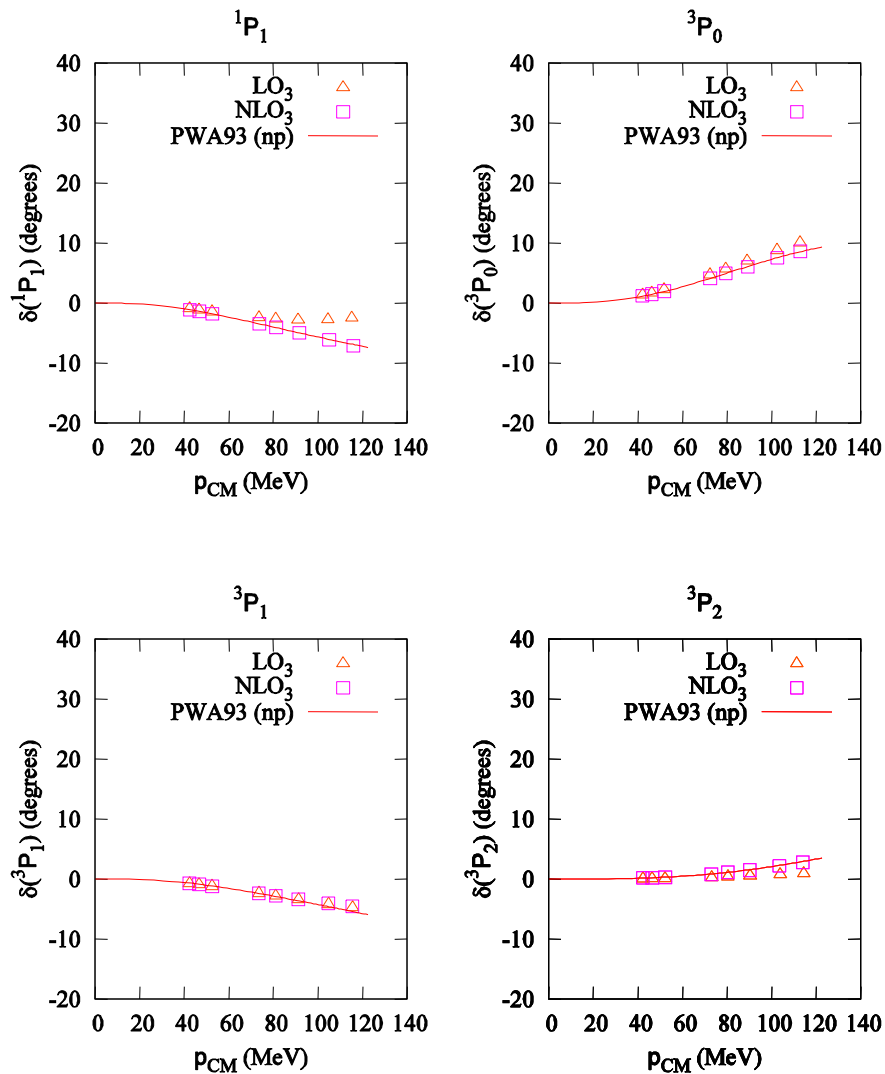 ¹P₁
40
30
20
10
0
-10
-20
0 20 40 60 80 100 120 140
δ(¹P₁) (degrees)
p_CM (MeV)
LO₃
NLO₃
PWA93 (np)
³P₀
40
30
20
10
0
-10
-20
0 20 40 60 80 100 120 140
δ(³P₀) (degrees)
p_CM (MeV)
LO₃
NLO₃
PWA93 (np)
³P₁
40
30
20
10
0
-10
-20
0 20 40 60 80 100 120 140
δ(³P₁) (degrees)
p_CM (MeV)
LO₃
NLO₃
PWA93 (np)
³P₂
40
30
20
10
0
-10
-20
0 20 40 60 80 100 120 140
δ(³P₂) (degrees)
p_CM (MeV)
LO₃
NLO₃
PWA93 (np)